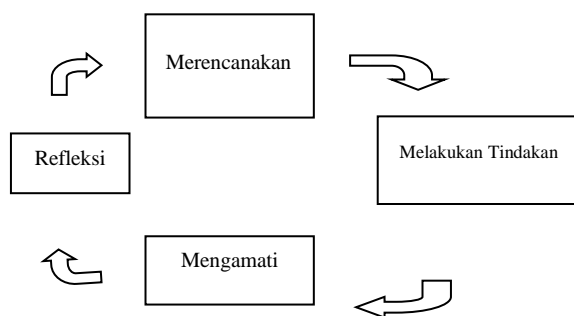 Merencanakan
Refleksi
Melakukan Tindakan
Mengamati